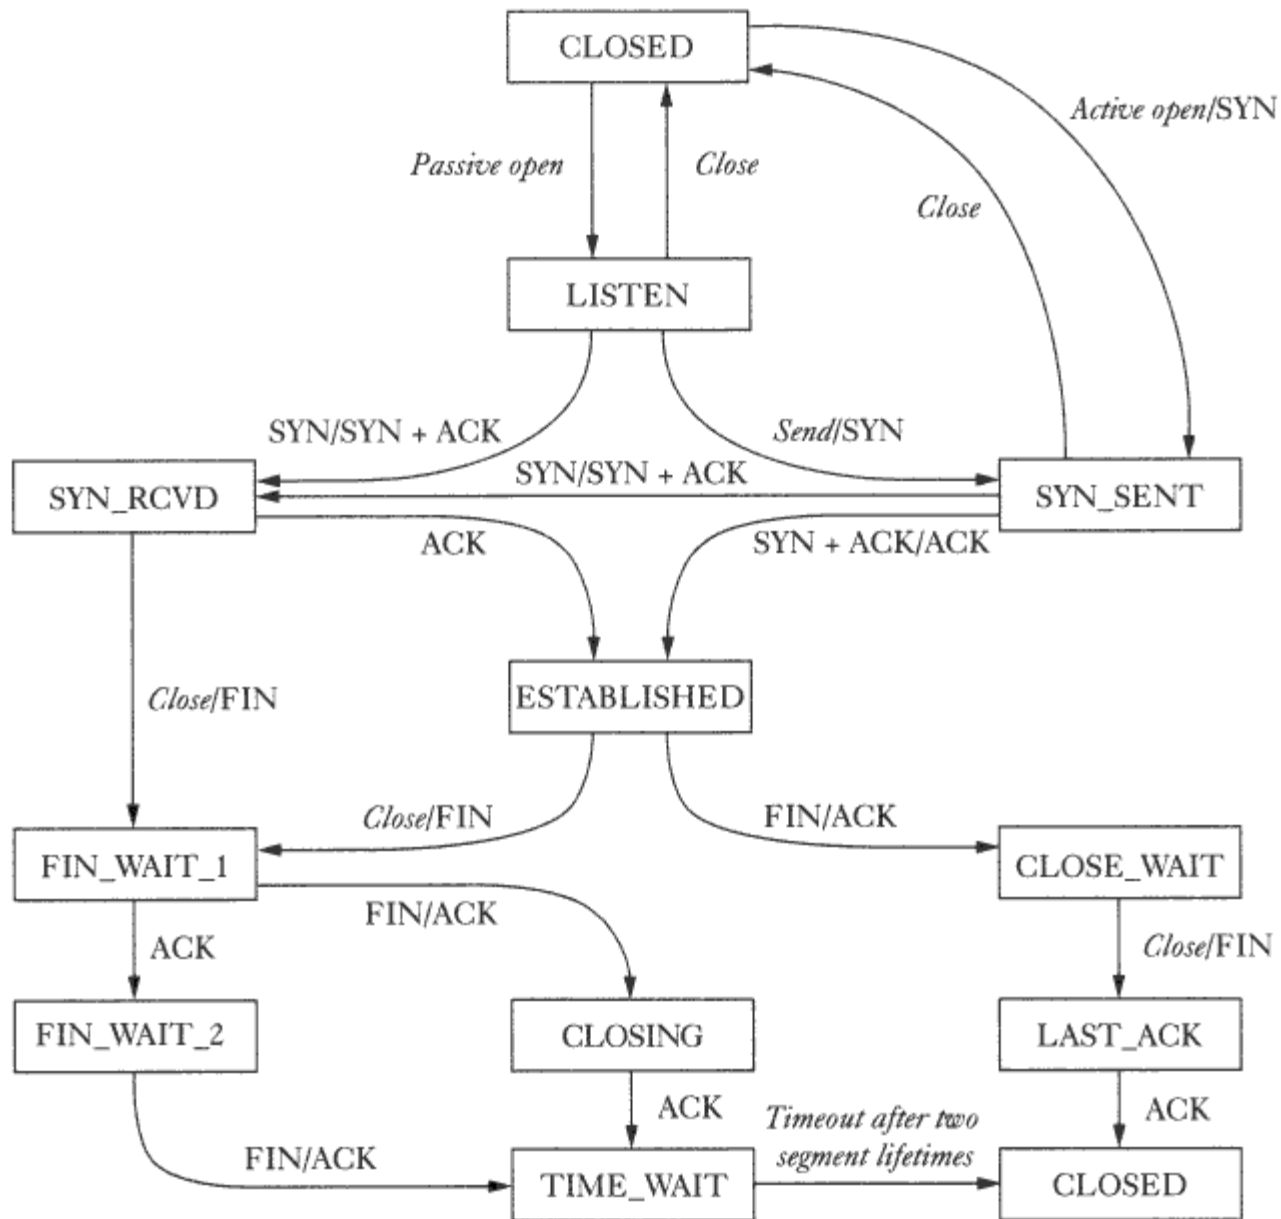 CLOSED
Active open/SYN
Passive open
Close
Close
LISTEN
SYN/SYN + ACK
Send/SYN
SYN/SYN + ACK
SYN_RCVD
SYN_SENT
ACK
SYN + ACK/ACK
ESTABLISHED
Close/FIN
Close/FIN
FIN/ACK
FIN_WAIT_1
CLOSE_WAIT
FIN/ACK
ACK
Close/FIN
FIN_WAIT_2
CLOSING
LAST_ACK
ACK
Timeout after two
segment lifetimes
ACK
FIN/ACK
TIME_WAIT
CLOSED